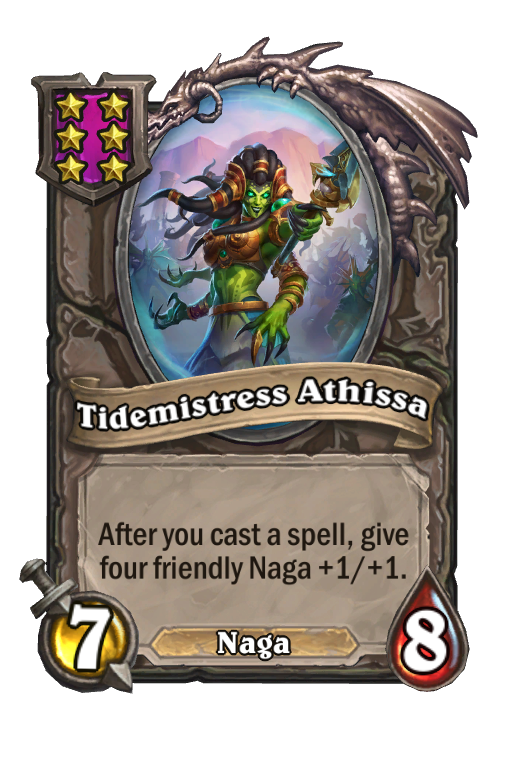 Tidemistress Athissa
After you cast a spell, give
four friendly Naga +1/+1.
7
Naga
8